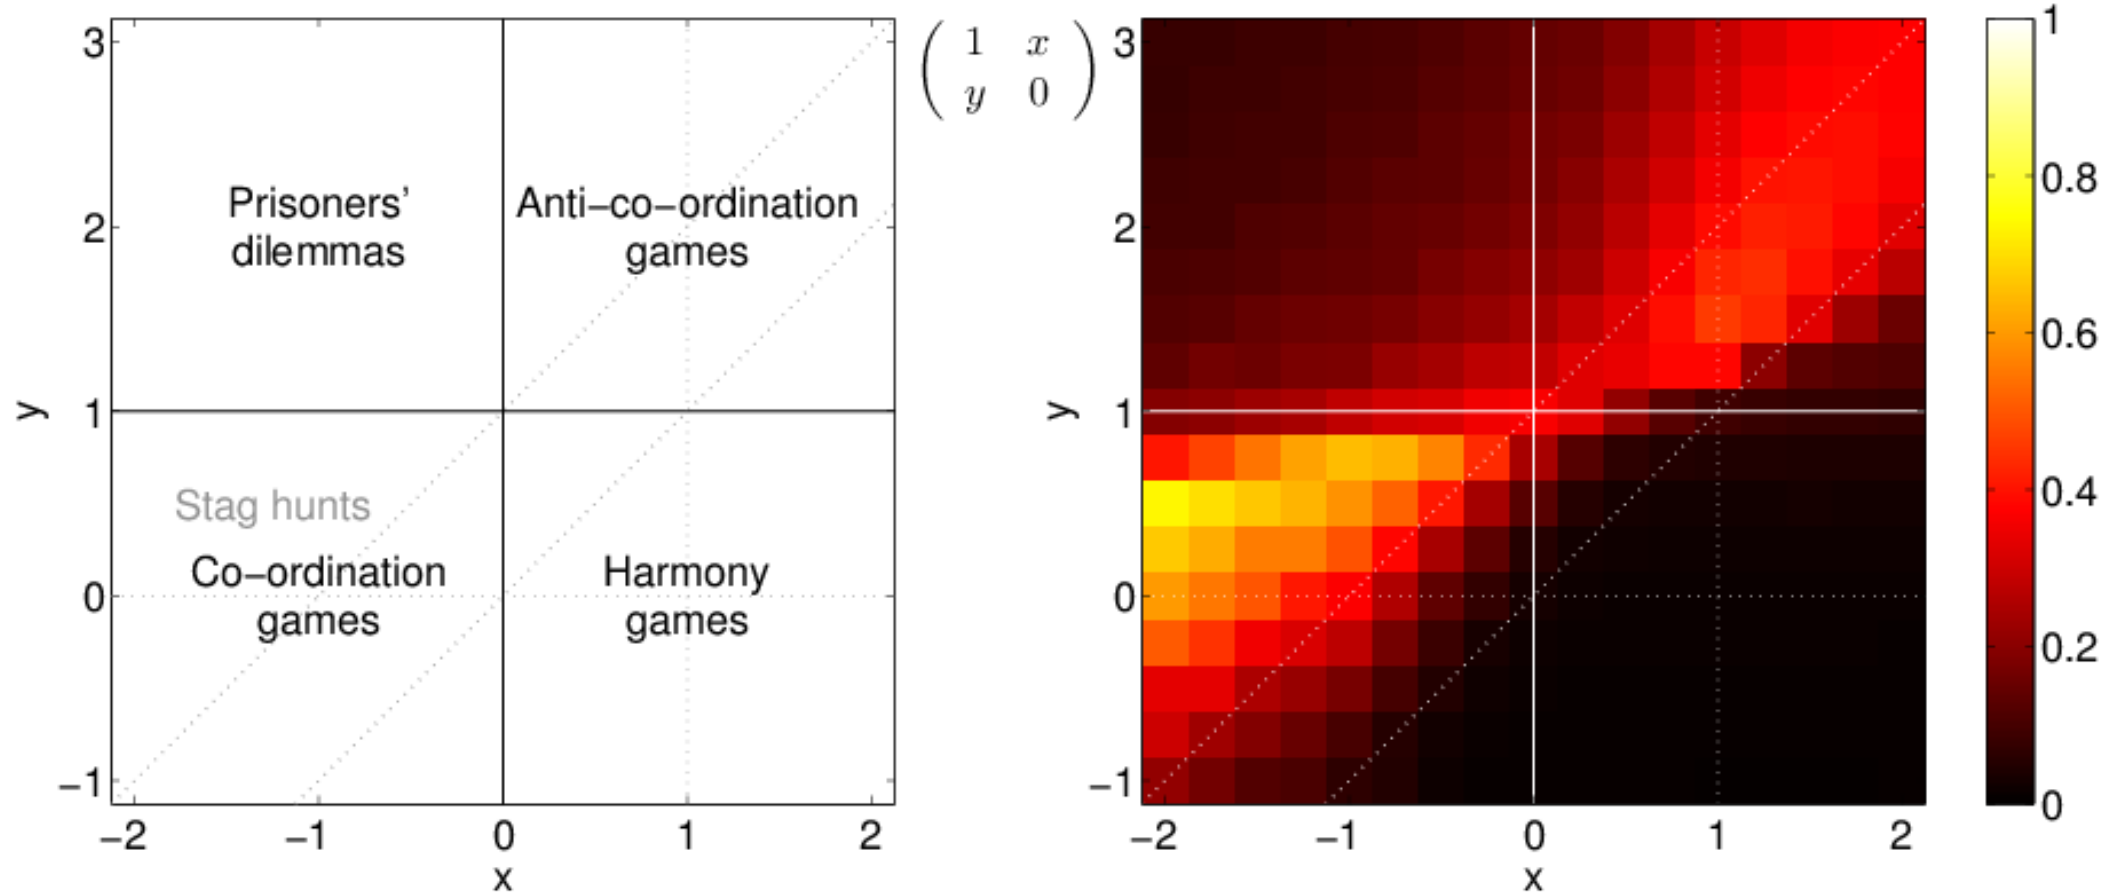 3
2
1
0
−1
y
−2
−1
0
1
2
x
Prisoners'
dilemmas
Anti−co−ordination
games
Stag hunts
Co−ordination
games
Harmony
games
1 x
y 0
3
2
1
0
−1
y
−2
−1
0
1
2
x
1
0.8
0.6
0.4
0.2
0